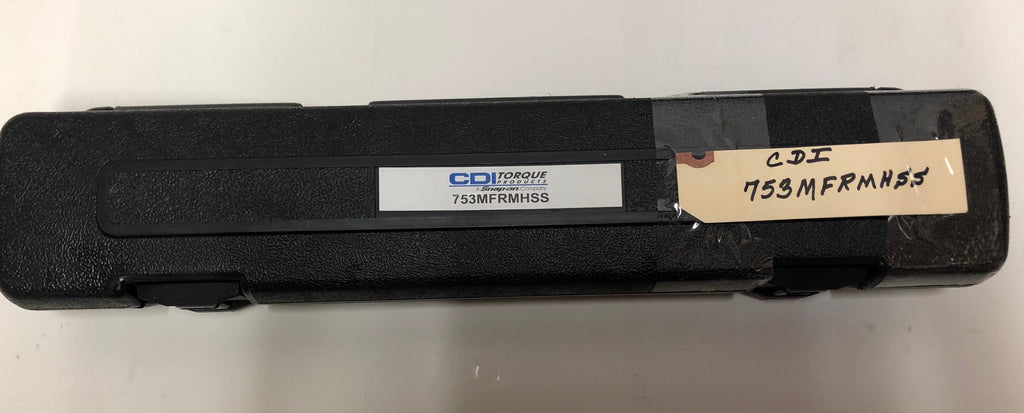 CDI TORQUE
PRODUCTS
A Snap-on Company
753MFRMHSS
CDI
753MFRMHSS